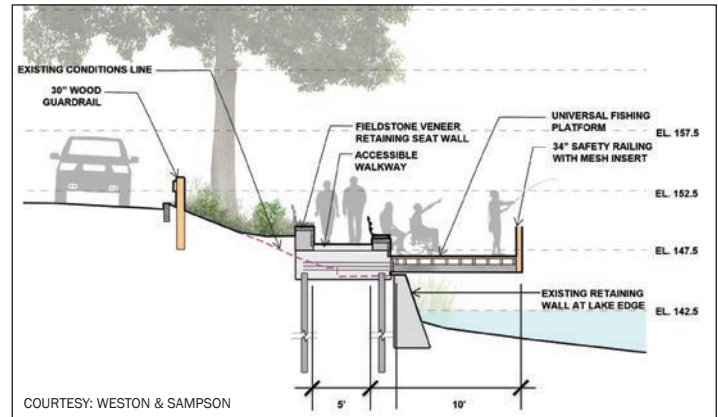 EXISTING CONDITIONS LINE
30" WOOD
GUARDRAIL
FIELDSTONE VENEER
RETAINING SEAT WALL
ACCESSIBLE
WALKWAY
UNIVERSAL FISHING
PLATFORM
34" SAFETY RAILING
WITH MESH INSERT
EL. 157.5
EL. 152.5
EL. 147.5
EXISTING RETAINING
WALL AT LAKE EDGE
EL. 142.5
5'
10'
COURTESY: WESTON & SAMPSON